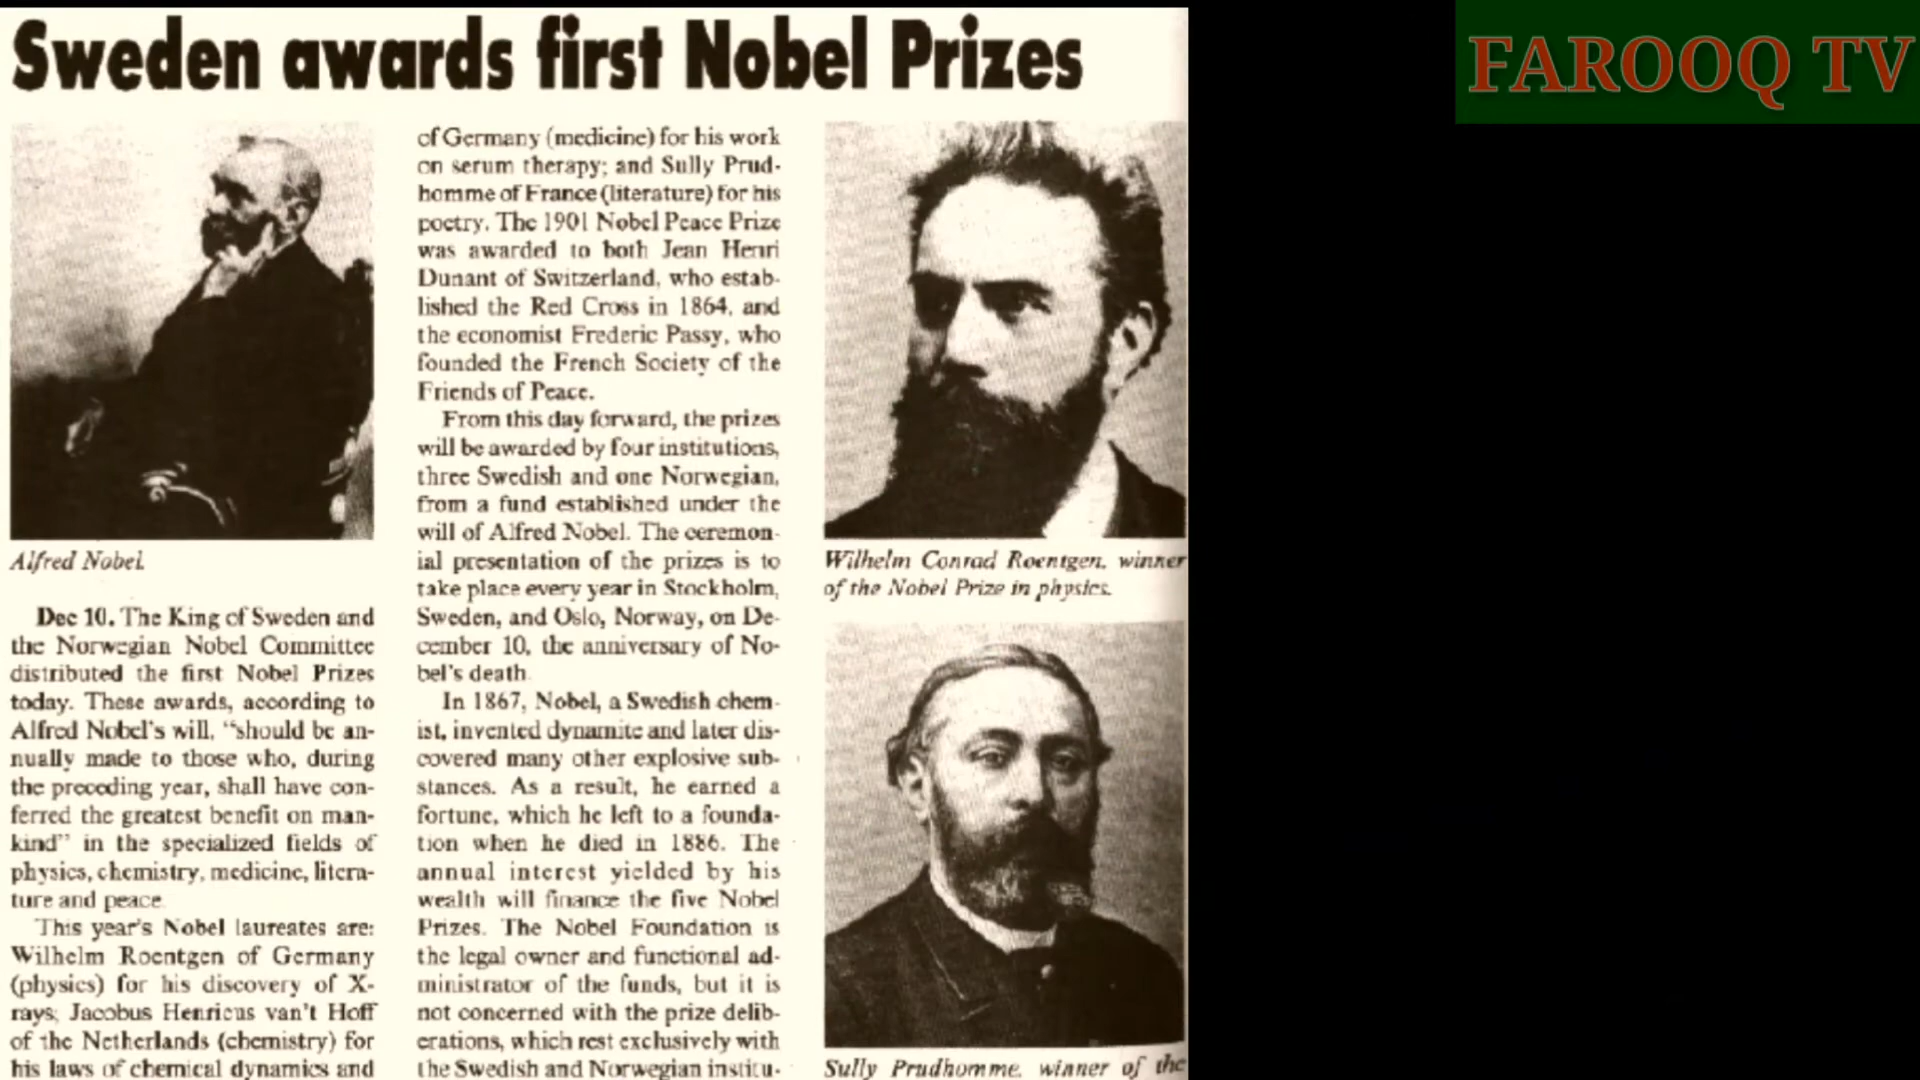 Sweden awards first Nobel Prizes
FAROOQ TV
Alfred Nobel.
Dec 10. The King of Sweden and
the Norwegian Nobel Committee
distributed the first Nobel Prizes
today. These awards, according to
Alfred Nobel's will, "should be an-
nually made to those who, during
the preceding year, shall have con-
ferred the greatest benefit on man-
kind" in the specialized fields of
physics, chemistry, medicine, litera-
ture and peace.
This year's Nobel laureates are:
Wilhelm Roentgen of Germany
(physics) for his discovery of X-
rays; Jacobus Henricus van't Hoff
of the Netherlands (chemistry) for
his laws of chemical dynamics and
of Germany (medicine) for his work
on serum therapy; and Sully Prud-
homme of France (literature) for his
poetry. The 1901 Nobel Peace Prize
was awarded to both Jean Henri
Dunant of Switzerland, who estab-
lished the Red Cross in 1864, and
the economist Frederic Passy, who
founded the French Society of the
Friends of Peace.
From this day forward, the prizes
will be awarded by four institutions,
three Swedish and one Norwegian,
from a fund established under the
will of Alfred Nobel. The ceremon-
ial presentation of the prizes is to
take place every year in Stockholm,
Sweden, and Oslo, Norway, on De-
cember 10, the anniversary of No-
bel's death.
In 1867, Nobel, a Swedish chem-
ist, invented dynamite and later dis-
covered many other explosive sub-
stances. As a result, he earned a
fortune, which he left to a founda-
tion when he died in 1886. The
annual interest yielded by his
wealth will finance the five Nobel
Prizes. The Nobel Foundation is
the legal owner and functional ad-
ministrator of the funds, but it is
not concerned with the prize delib-
erations, which rest exclusively with
the Swedish and Norwegian institu-
Wilhelm Conrad Roentgen, winner
of the Nobel Prize in physics.
Sully Prudhomme, winner of the